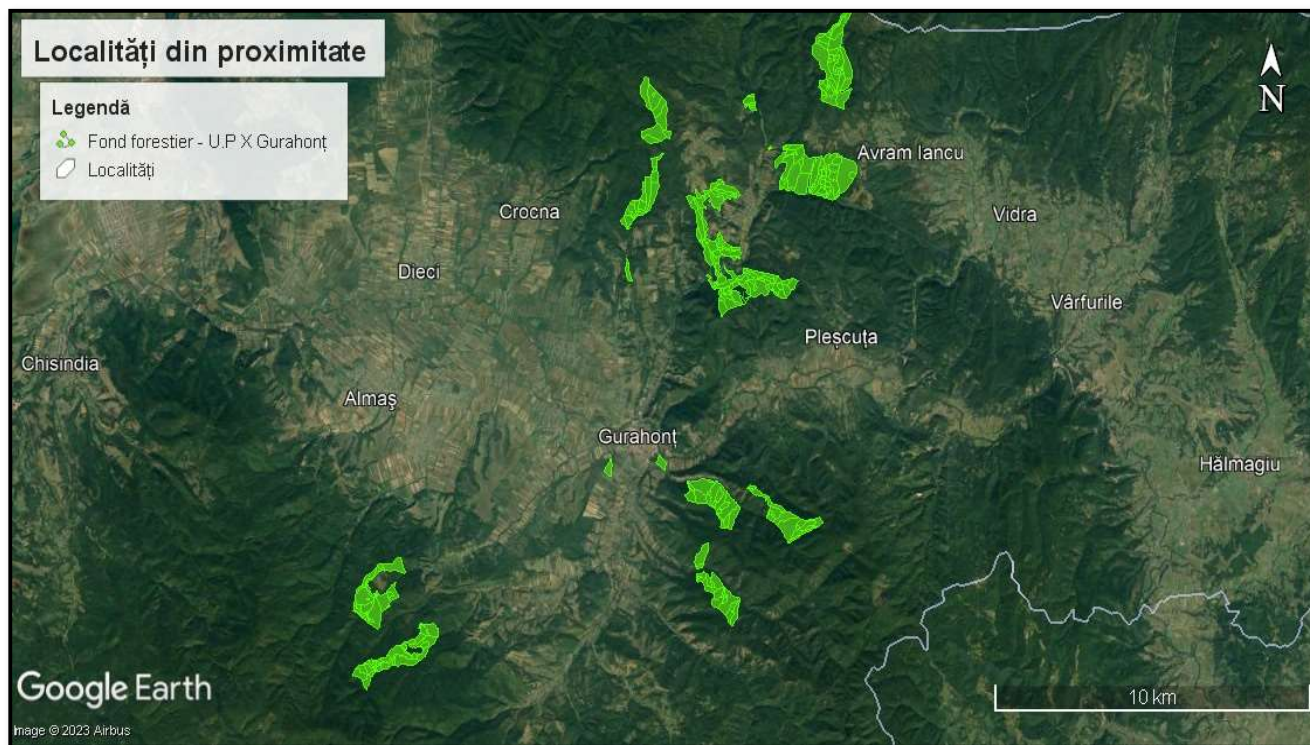 Localități din proximitate
Legendă
Fond forestier - U.P X Gurahonț
Localități
N
Avram Iancu
Crocna
Vidra
Dieci
Vârfurile
Pleșcuța
Chisindia
Almaş
Gurahonț
Hălmagiu
Google Earth
10 km
Image © 2023 Airbus